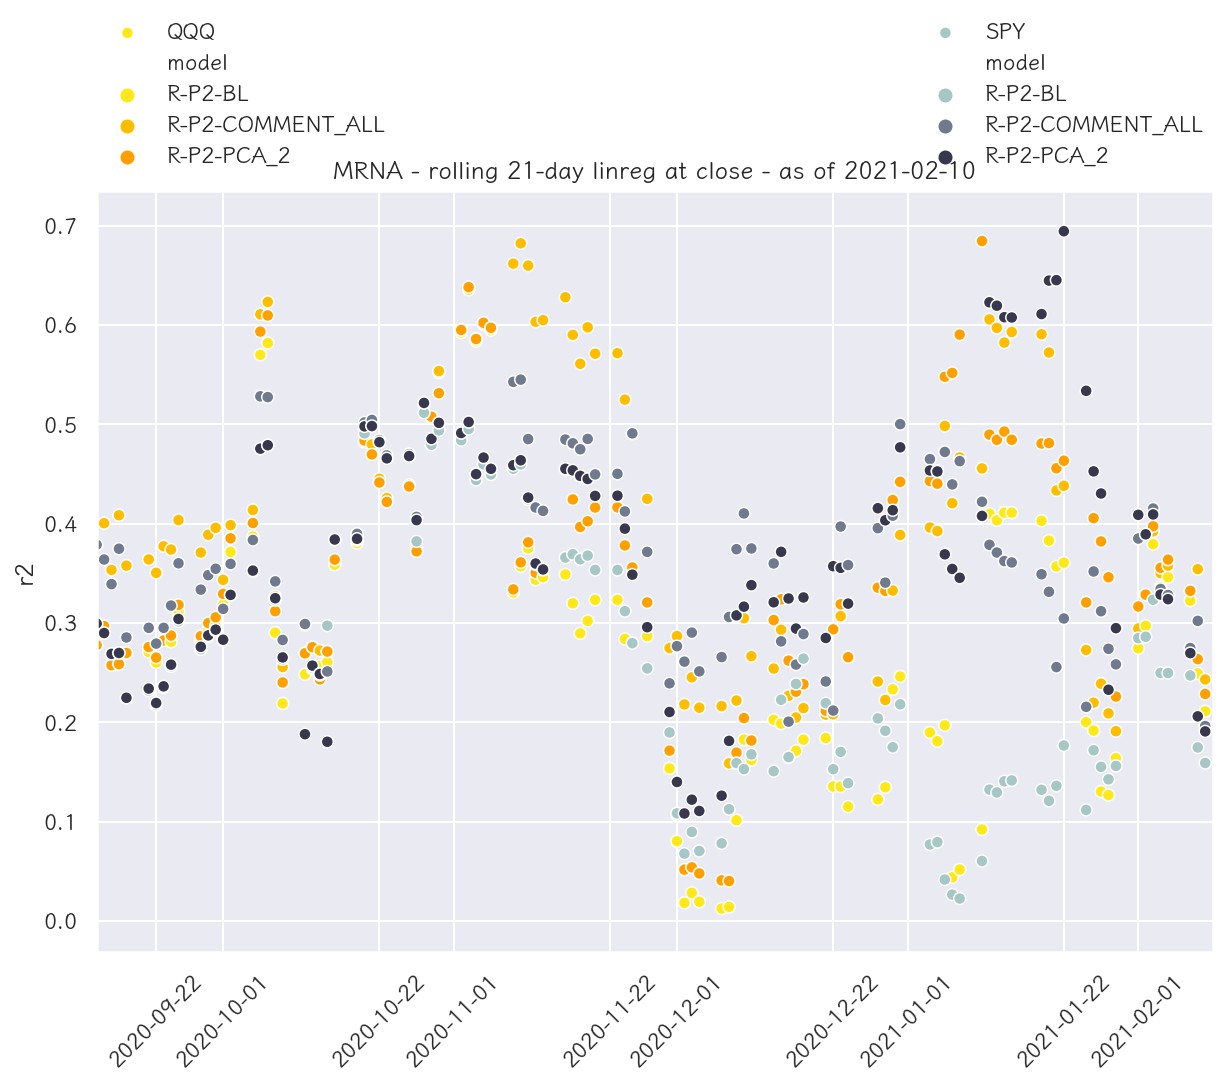 QQQ
model
R-P2-BL
R-P2-COMMENT_ALL
R-P2-PCA_2
SPY
model
R-P2-BL
R-P2-COMMENT_ALL
R-P2-PCA_2
MRNA - rolling 21-day linreg at close - as of 2021-02-10
0.7
0.6
0.5
0.4
0.3
0.2
0.1
0.0
r2
2020-09-22
2020-10-01
2020-10-22
2020-11-01
2020-11-22
2020-12-01
2020-12-22
2021-01-01
2021-01-22
2021-02-01